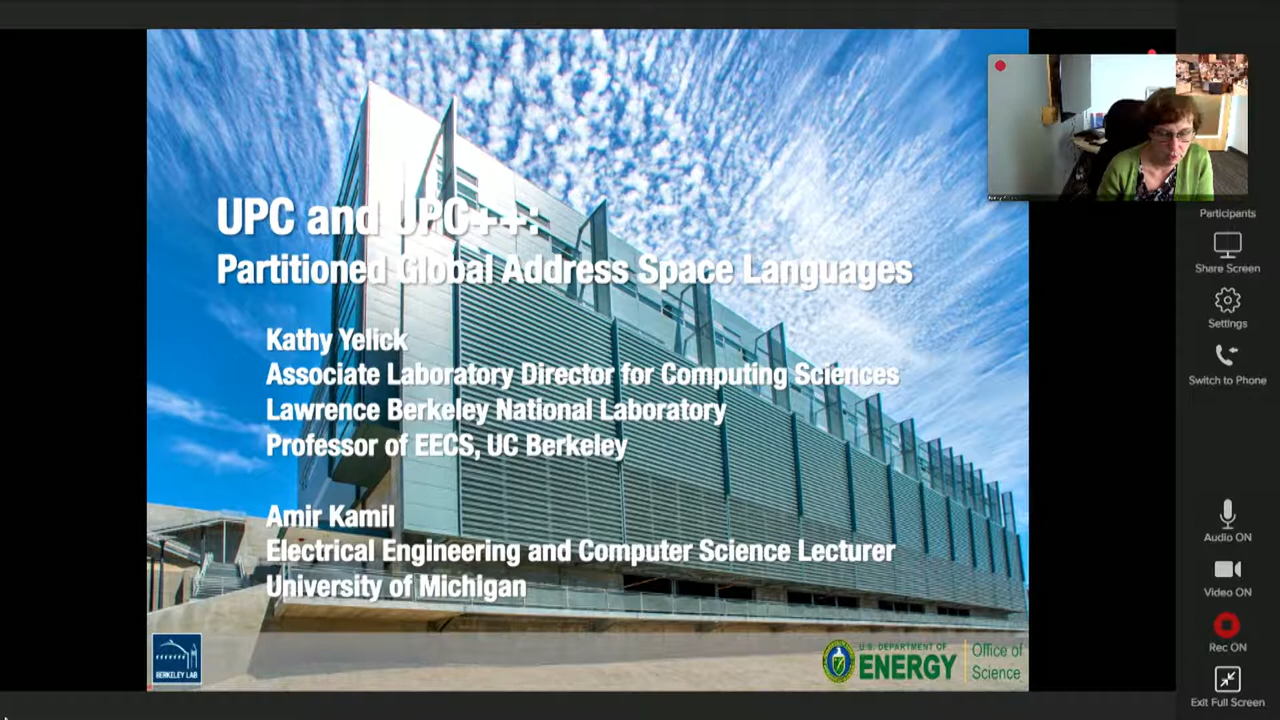 UPC and UPC++:
Partitioned Global Address Space Languages
Kathy Yelick
Associate Laboratory Director for Computing Sciences
Lawrence Berkeley National Laboratory
Professor of EECS, UC Berkeley
Amir Kamil
Electrical Engineering and Computer Science Lecturer
University of Michigan
BERKELEY LAB
U.S. DEPARTMENT OF
ENERGY
Office of
Science
Participants
Share Screen
Settings
Switch to Phone
Audio ON
Video ON
Rec ON
Exit Full Screen